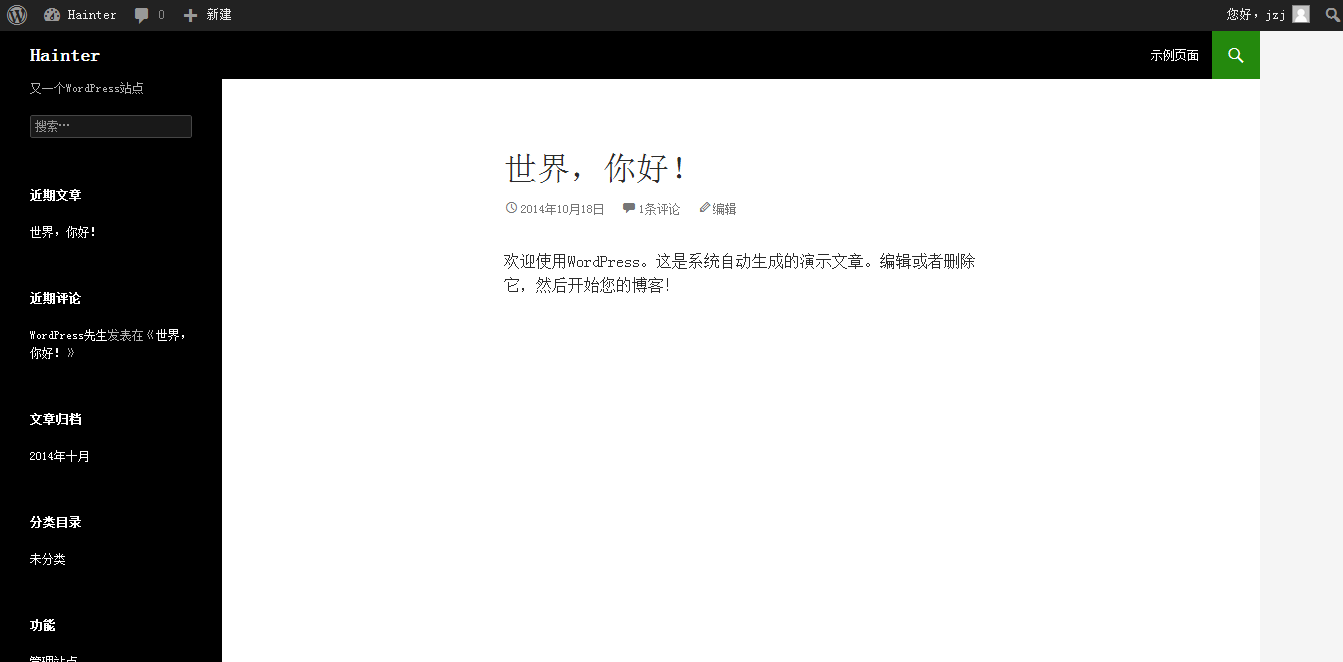 Hainter 0 新建 您好，jzj
Hainter 示例页面
又一个WordPress站点
搜索…
近期文章
世界，你好！
近期评论
WordPress先生发表在《世界，
你好！》
文章归档
2014年十月
分类目录
未分类
功能
管理站点
世界，你好！
2014年10月18日 1条评论 编辑
欢迎使用WordPress。这是系统自动生成的演示文章。编辑或者删除
它，然后开始您的博客！